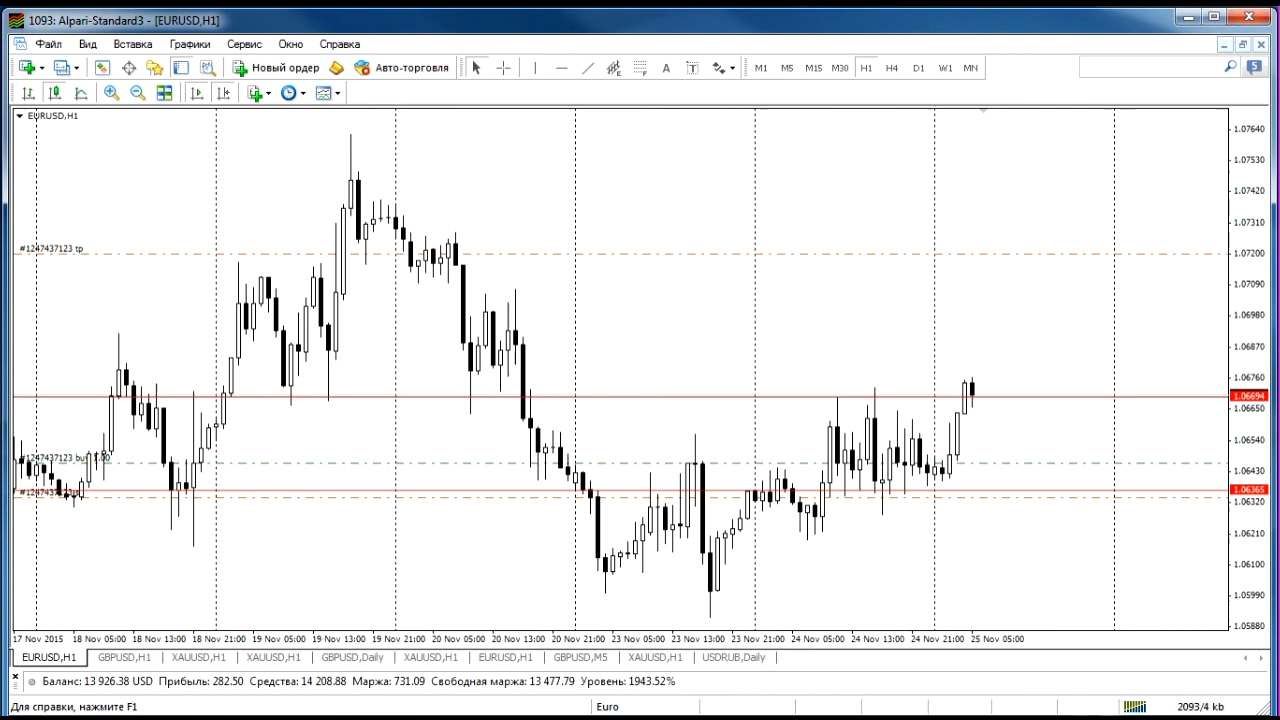 1093: Alpari-Standard3 - [EURUSD,H1]
Файл Вид Вставка Графики Сервис Окно Справка
Новый ордер Авто-торговля A T M1 M5 M15 M30 H1 H4 D1 W1 MN 5
EURUSD,H1
1.07640
1.07530
1.07420
1.07310
#1247437123 tp
1.07200
1.07090
1.06980
1.06870
1.06760
1.06694
1.06650
1.06540
#1247437123 buy 1.00
1.06430
1.06365
1.06320
1.06210
1.06100
1.05990
1.05880
17 Nov 2015 18 Nov 05:00 18 Nov 13:00 18 Nov 21:00 19 Nov 05:00 19 Nov 13:00 19 Nov 21:00 20 Nov 05:00 20 Nov 13:00 20 Nov 21:00 23 Nov 05:00 23 Nov 13:00 23 Nov 21:00 24 Nov 05:00 24 Nov 13:00 24 Nov 21:00 25 Nov 05:00
EURUSD,H1 GBPUSD,H1 XAUUSD,H1 XAUUSD,H1 GBPUSD,Daily XAUUSD,H1 EURUSD,H1 GBPUSD,M5 XAUUSD,H1 USDRUB,Daily
Баланс: 13 926.38 USD Прибыль: 282.50 Средства: 14 208.88 Маржа: 731.09 Свободная маржа: 13 477.79 Уровень: 1943.52%
Для справки, нажмите F1 Euro 2093/4 kb